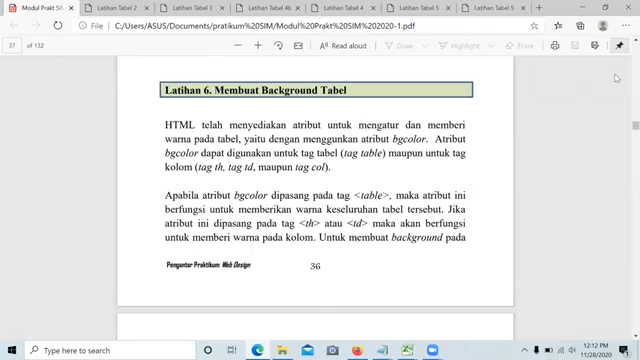 Modul Prakt SIM
Latihan Tabel 2
Latihan Tabel 3
Latihan Tabel 4b
Latihan Tabel 4
Latihan Tabel 5
Latihan Tabel 5
File
C:/Users/ASUS/Documents/pratikum%20SIM/Modul%20Prakt%20SIM%202020-1.pdf
37 of 132
Read aloud
Draw
Highlight
Erase
Latihan 6. Membuat Background Tabel
HTML telah menyediakan atribut untuk mengatur dan memberi
warna pada tabel, yaitu dengan menggunkan atribut bgcolor. Atribut
bgcolor dapat digunakan untuk tag tabel (tag table) maupun untuk tag
kolom (tag th, tag td, maupun tag col).
Apabila atribut bgcolor dipasang pada tag <table>, maka atribut ini
berfungsi untuk memberikan warna keseluruhan tabel tersebut. Jika
atribut ini dipasang pada tag <th> atau <td> maka akan berfungsi
untuk memberi warna pada kolom. Untuk membuat background pada
Pengantar Praktikum Web Design
36
Type here to search
12:12 PM
11/28/2020